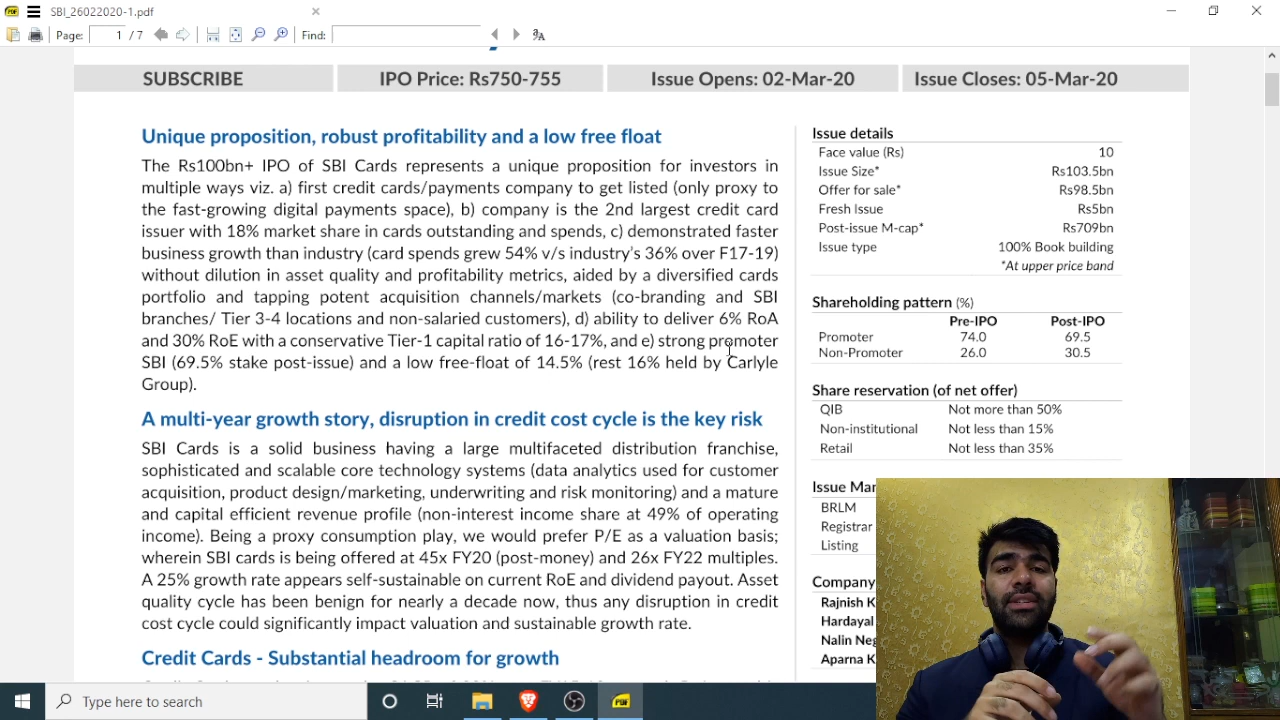 SBI_26022020-1.pdf
Page: 1 / 7 Find:
SUBSCRIBE IPO Price: Rs750-755 Issue Opens: 02-Mar-20 Issue Closes: 05-Mar-20
Unique proposition, robust profitability and a low free float
The Rs100bn+ IPO of SBI Cards represents a unique proposition for investors in
multiple ways viz. a) first credit cards/payments company to get listed (only proxy to
the fast-growing digital payments space), b) company is the 2nd largest credit card
issuer with 18% market share in cards outstanding and spends, c) demonstrated faster
business growth than industry (card spends grew 54% v/s industry's 36% over F17-19)
without dilution in asset quality and profitability metrics, aided by a diversified cards
portfolio and tapping potent acquisition channels/markets (co-branding and SBI
branches/ Tier 3-4 locations and non-salaried customers), d) ability to deliver 6% RoA
and 30% RoE with a conservative Tier-1 capital ratio of 16-17%, and e) strong promoter
SBI (69.5% stake post-issue) and a low free-float of 14.5% (rest 16% held by Carlyle
Group).
A multi-year growth story, disruption in credit cost cycle is the key risk
SBI Cards is a solid business having a large multifaceted distribution franchise,
sophisticated and scalable core technology systems (data analytics used for customer
acquisition, product design/marketing, underwriting and risk monitoring) and a mature
and capital efficient revenue profile (non-interest income share at 49% of operating
income). Being a proxy consumption play, we would prefer P/E as a valuation basis;
wherein SBI cards is being offered at 45x FY20 (post-money) and 26x FY22 multiples.
A 25% growth rate appears self-sustainable on current RoE and dividend payout. Asset
quality cycle has been benign for nearly a decade now, thus any disruption in credit
cost cycle could significantly impact valuation and sustainable growth rate.
Credit Cards - Substantial headroom for growth
Issue details
Face value (Rs) 10
Issue Size* Rs103.5bn
Offer for sale* Rs98.5bn
Fresh Issue Rs5bn
Post-issue M-cap* Rs709bn
Issue type 100% Book building
*At upper price band
Shareholding pattern (%)
Pre-IPO Post-IPO
Promoter 74.0 69.5
Non-Promoter 26.0 30.5
Share reservation (of net offer)
QIB Not more than 50%
Non-institutional Not less than 15%
Retail Not less than 35%
Issue Ma
BRLM
Registrar
Listing
Company
Rajnish K
Hardayal
Nalin Neg
Aparna K
Type here to search